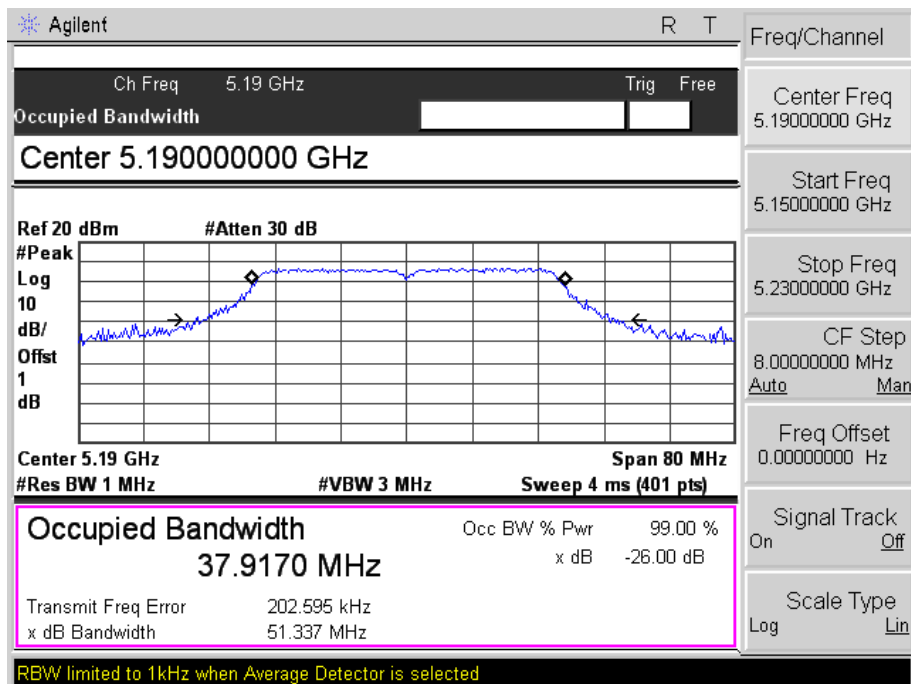 Agilent R T
Freq/Channel
Ch Freq 5.19 GHz Trig Free
Occupied Bandwidth
Center 5.190000000 GHz
Ref 20 dBm #Atten 30 dB
#Peak
Log
10
dB/
Offst
1
dB
Center 5.19 GHz Span 80 MHz
#Res BW 1 MHz #VBW 3 MHz Sweep 4 ms (401 pts)
Occupied Bandwidth
37.9170 MHz
Occ BW % Pwr 99.00 %
x dB -26.00 dB
Transmit Freq Error 202.595 kHz
x dB Bandwidth 51.337 MHz
RBW limited to 1kHz when Average Detector is selected
Center Freq
5.19000000 GHz
Start Freq
5.15000000 GHz
Stop Freq
5.23000000 GHz
CF Step
8.00000000 MHz
Auto Man
Freq Offset
0.00000000 Hz
Signal Track
On Off
Scale Type
Log Lin